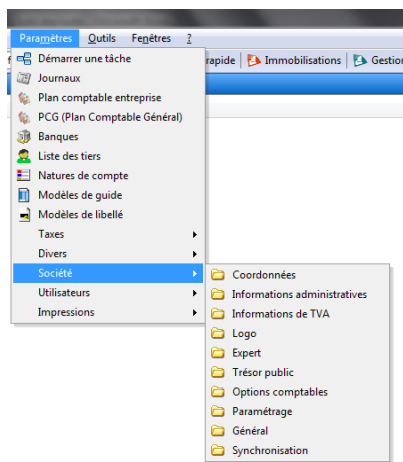 Paramètres Outils Fenêtres ?
Démarrer une tâche
rapide Immobilisations Gestion
Journaux
Plan comptable entreprise
PCG (Plan Comptable Général)
Banques
Liste des tiers
Natures de compte
Modèles de guide
Modèles de libellé
Taxes
Divers
Société
Utilisateurs
Impressions
Coordonnées
Informations administratives
Informations de TVA
Logo
Expert
Trésor public
Options comptables
Paramétrage
Général
Synchronisation